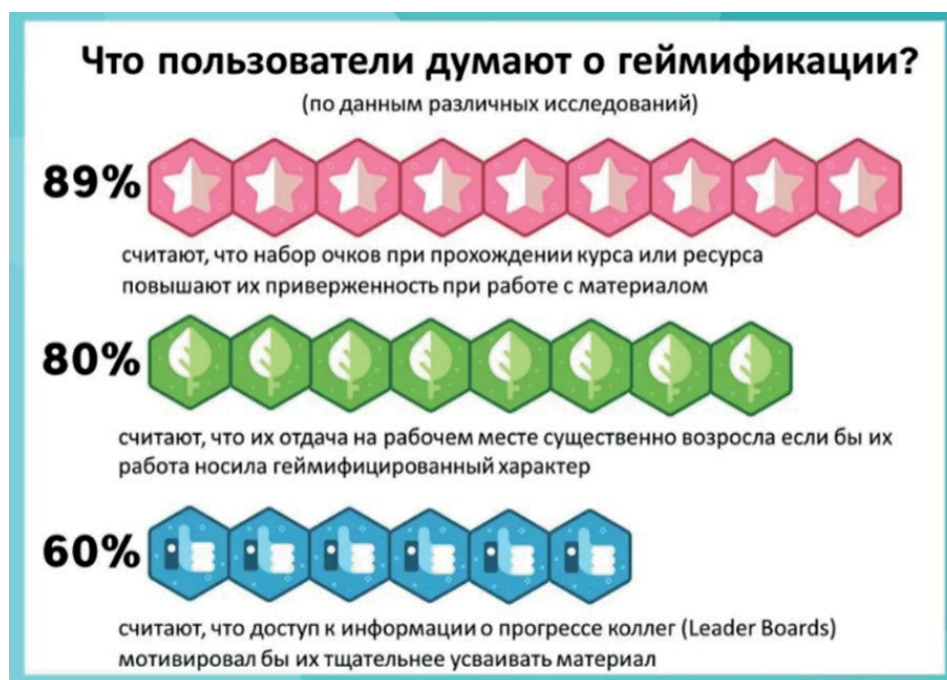 Что пользователи думают о геймификации?
(по данным различных исследований)
89%
считают, что набор очков при прохождении курса или ресурса
повышают их приверженность при работе с материалом
80%
считают, что их отдача на рабочем месте существенно возросла если бы их
работа носила геймифицированный характер
60%
считают, что доступ к информации о прогрессе коллег (Leader Boards)
мотивировал бы их тщательнее усваивать материал